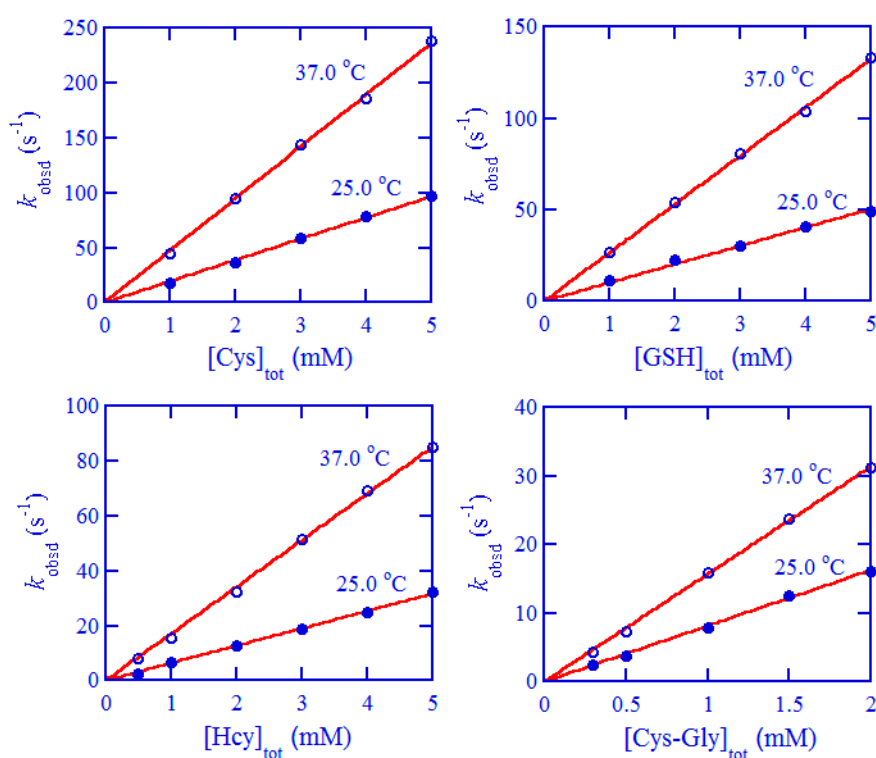 250
200
150
100
50
0
k_obsd (s⁻¹)
37.0 °C
25.0 °C
0 1 2 3 4 5
[Cys]_tot (mM)
150
100
50
0
k_obsd (s⁻¹)
37.0 °C
25.0 °C
0 1 2 3 4 5
[GSH]_tot (mM)
100
80
60
40
20
0
k_obsd (s⁻¹)
37.0 °C
25.0 °C
0 1 2 3 4 5
[Hcy]_tot (mM)
40
30
20
10
0
k_obsd (s⁻¹)
37.0 °C
25.0 °C
0 0.5 1 1.5 2
[Cys-Gly]_tot (mM)